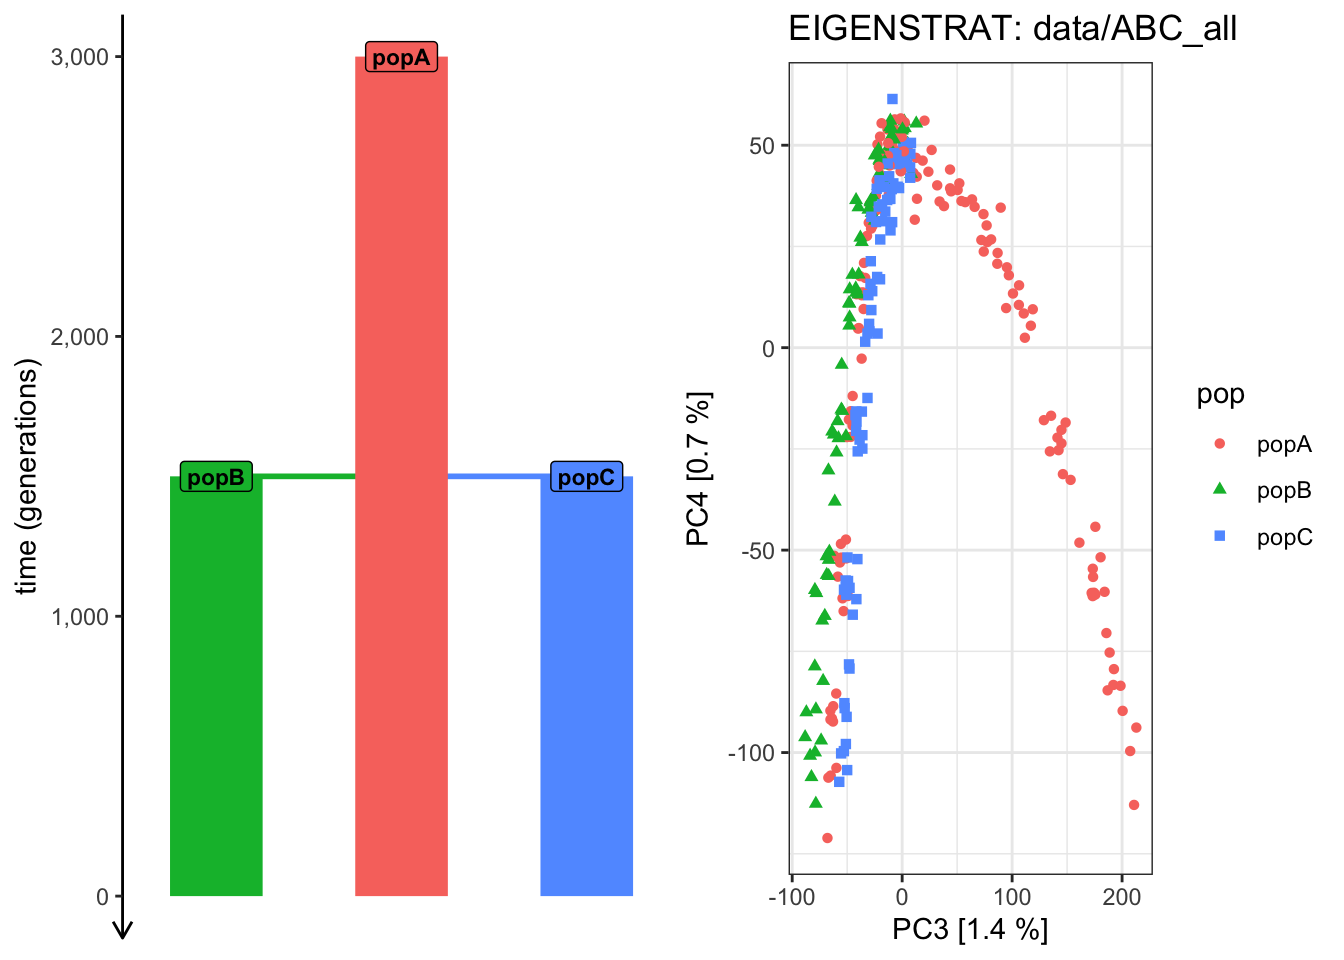 time (generations)
3,000
2,000
1,000
0
popA
popB
popC
EIGENSTRAT: data/ABC_all
PC4 [0.7 %]
50
0
-50
-100
-100
0
100
200
PC3 [1.4 %]
pop
popA
popB
popC